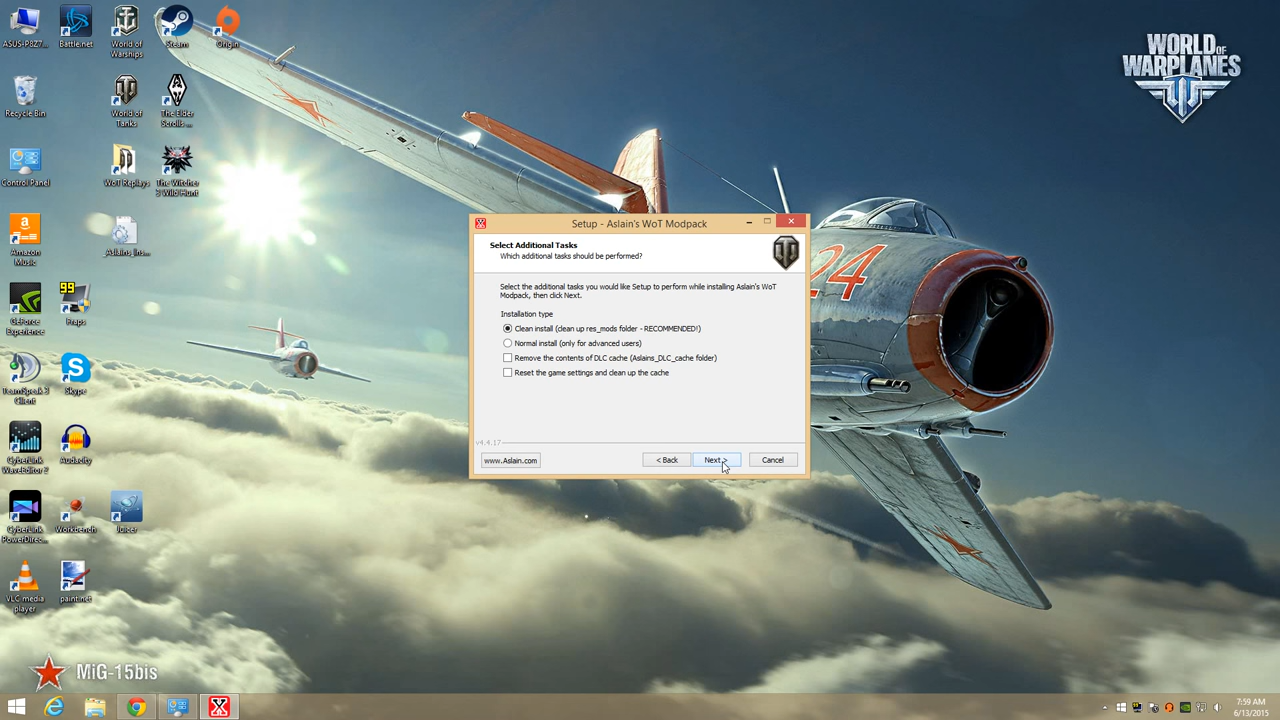 ASUS-P8Z7...
Battle.net
World of Warships
Steam
Origin
Recycle Bin
World of Tanks
The Elder Scrolls ...
Control Panel
WoT Replays
The Witcher 3 Wild Hunt
Amazon Music
Aslains_Ins...
GeForce Experience
99
Fraps
TeamSpeak 3 Client
Skype
CyberLink WaveEditor 2
Audacity
CyberLink PowerDirec...
Workbench
Juicer
VLC media player
paint.net
WORLD OF WARPLANES
24
Setup - Aslain's WoT Modpack
Select Additional Tasks
Which additional tasks should be performed?
Select the additional tasks you would like Setup to perform while installing Aslain's WoT
Modpack, then click Next.
Installation type
Clean install (clean up res_mods folder - RECOMMENDED!)
Normal install (only for advanced users)
Remove the contents of DLC cache (Aslains_DLC_cache folder)
Reset the game settings and clean up the cache
v4.4.17
www.Aslain.com
< Back
Next >
Cancel
MiG-15bis
7:59 AM
6/13/2015